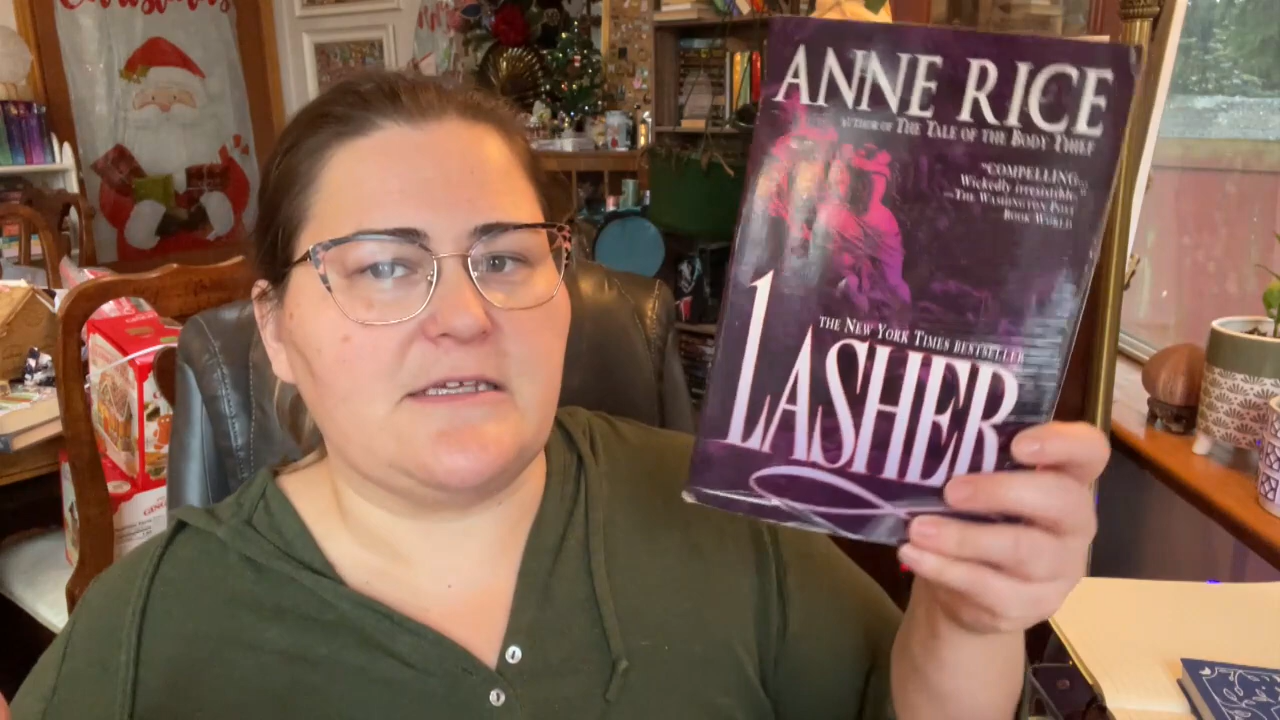 Christmas
ANNE RICE
AUTHOR OF THE TALE OF THE BODY THIEF
"COMPELLING...
Wickedly irresistible."
—THE WASHINGTON POST
BOOK WORLD
THE NEW YORK TIMES BESTSELLER
LASHER